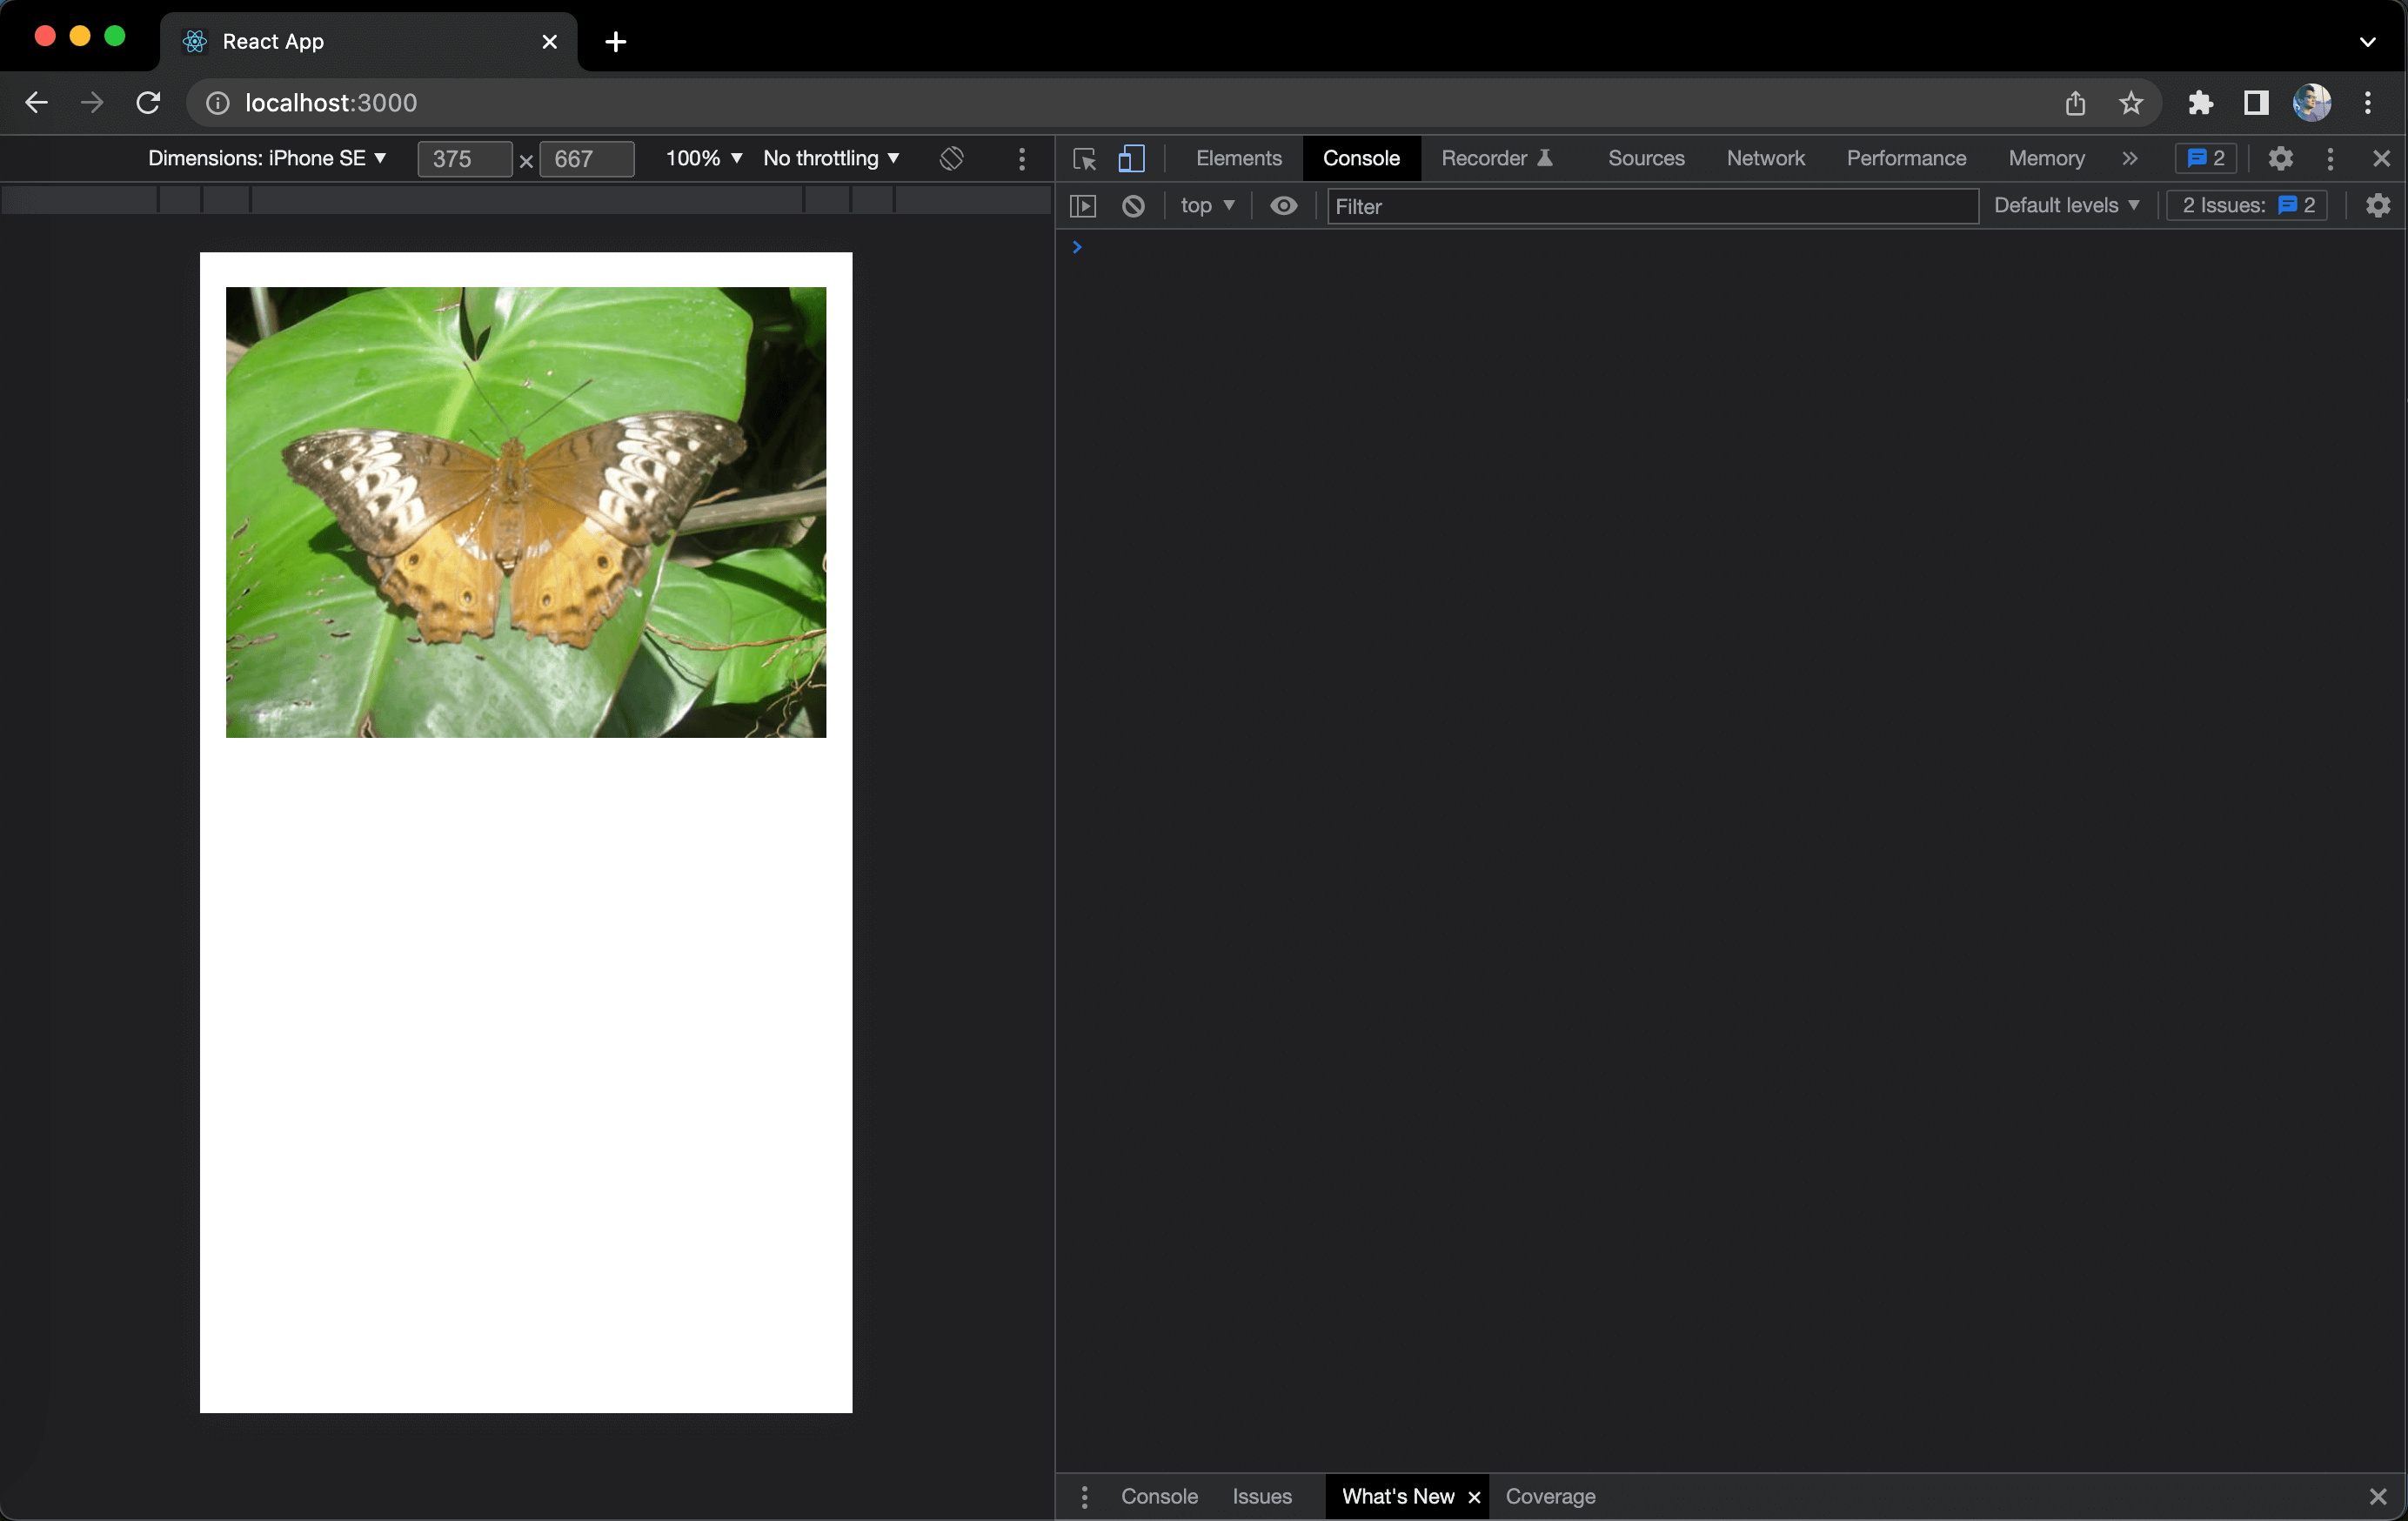 React App
localhost:3000
Dimensions: iPhone SE 375 × 667 100% No throttling
Elements Console Recorder Sources Network Performance Memory 2
top Filter Default levels 2 Issues: 2
Console Issues What's New Coverage